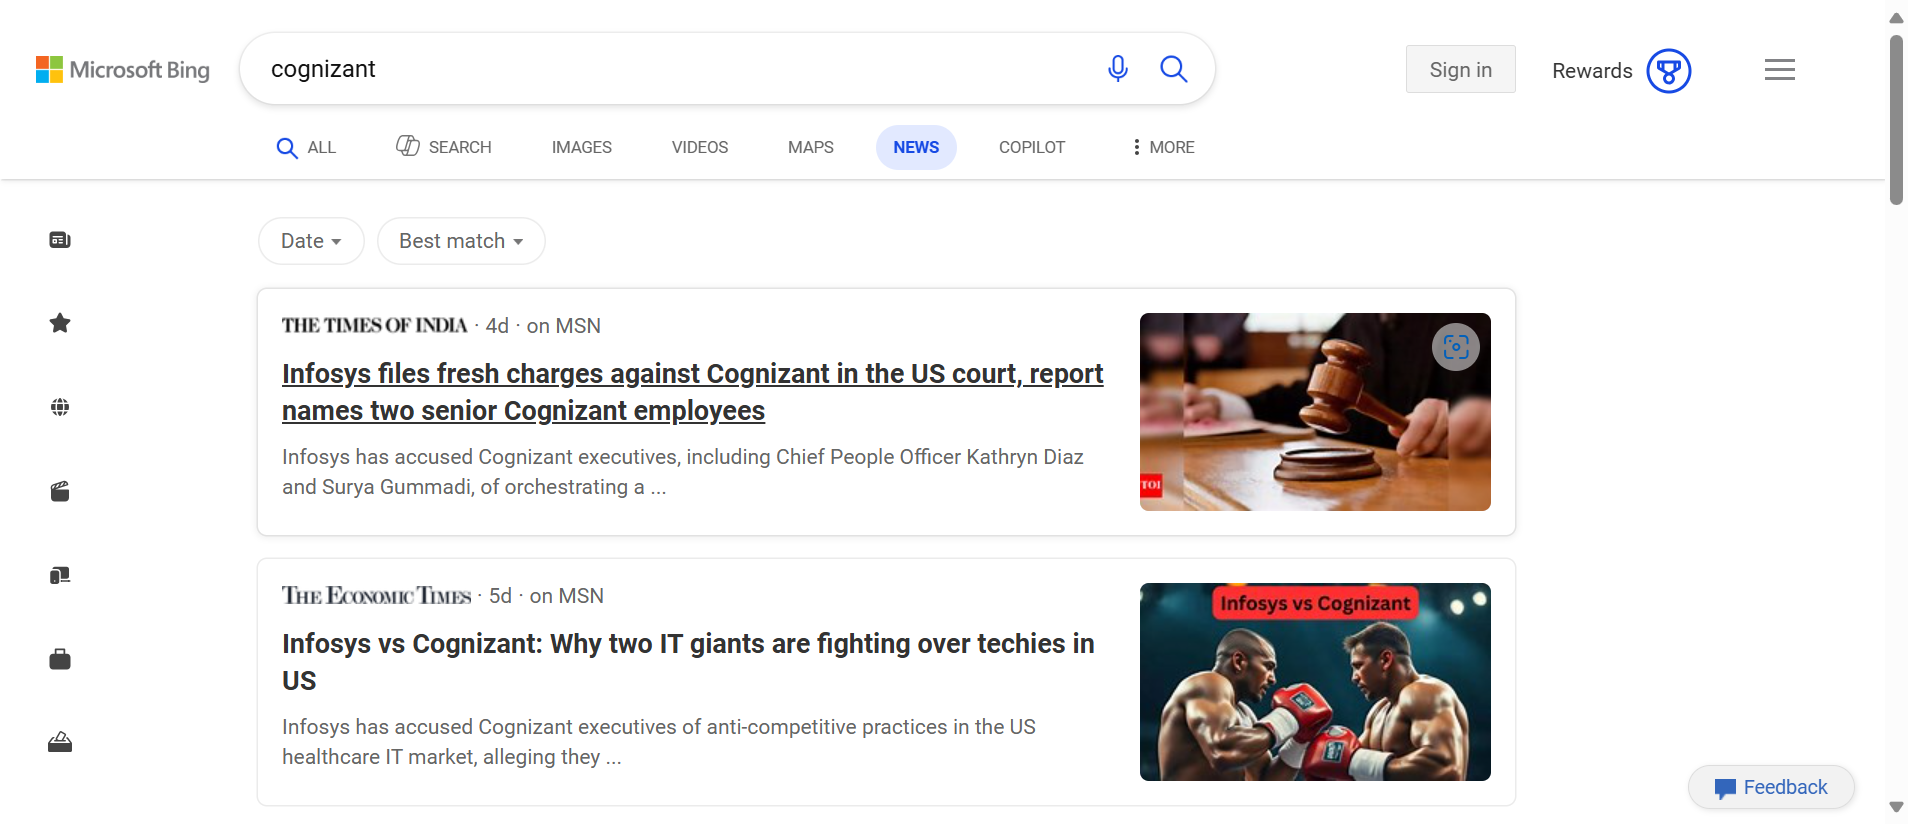 Microsoft Bing
cognizant
Sign in
Rewards
ALL
SEARCH
IMAGES
VIDEOS
MAPS
NEWS
COPILOT
MORE
Date
Best match
THE TIMES OF INDIA · 4d · on MSN
Infosys files fresh charges against Cognizant in the US court, report
names two senior Cognizant employees
Infosys has accused Cognizant executives, including Chief People Officer Kathryn Diaz
and Surya Gummadi, of orchestrating a ...
TOI
THE ECONOMIC TIMES · 5d · on MSN
Infosys vs Cognizant: Why two IT giants are fighting over techies in
US
Infosys has accused Cognizant executives of anti-competitive practices in the US
healthcare IT market, alleging they ...
Infosys vs Cognizant
Feedback